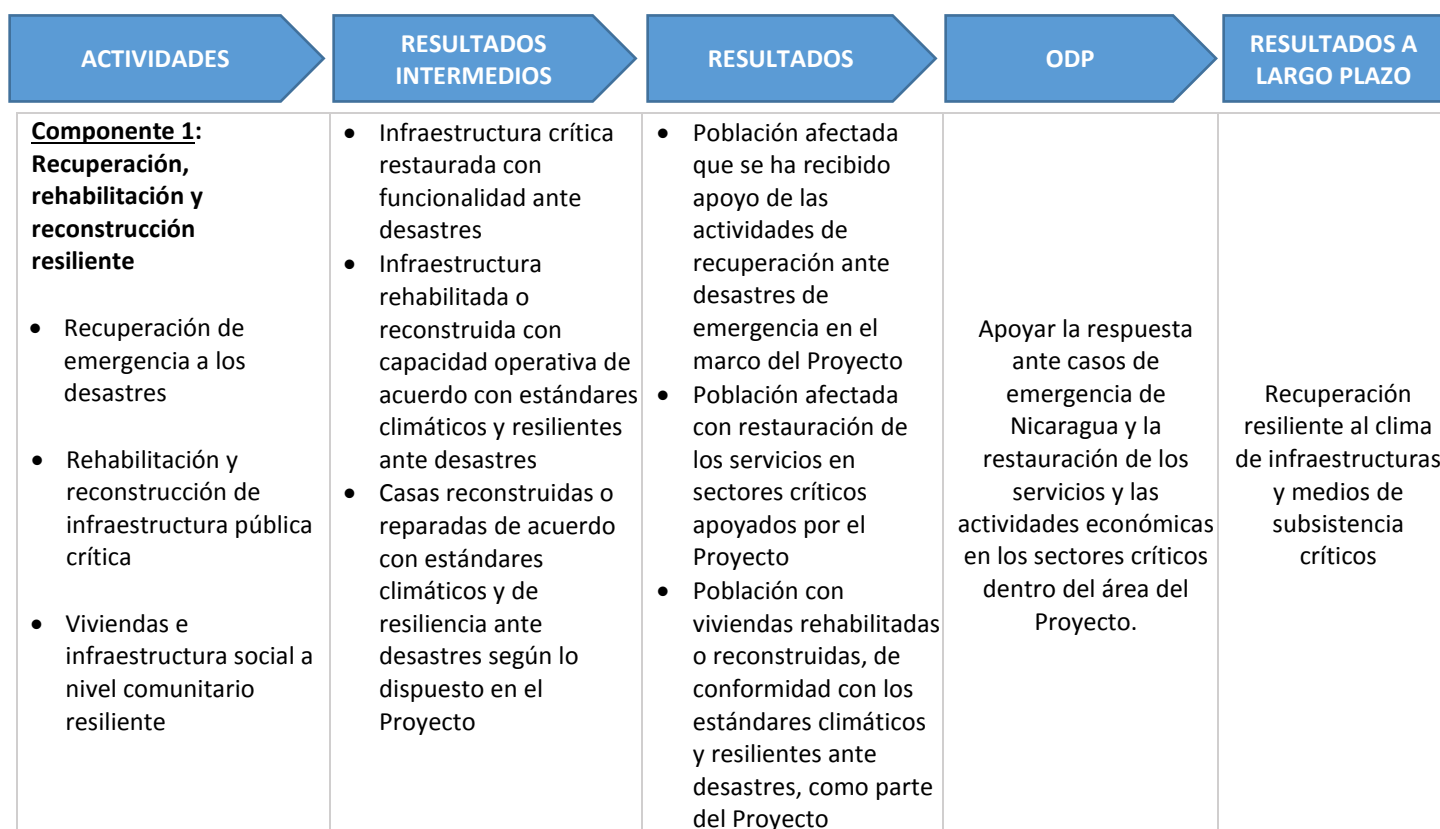 ACTIVIDADES
RESULTADOS
INTERMEDIOS
RESULTADOS
ODP
RESULTADOS A
LARGO PLAZO
Componente 1:
Recuperación,
rehabilitación y
reconstrucción
resiliente
• Recuperación de
emergencia a los
desastres
• Rehabilitación y
reconstrucción de
infraestructura pública
crítica
• Viviendas e
infraestructura social a
nivel comunitario
resiliente
• Infraestructura crítica
restaurada con
funcionalidad ante
desastres
• Infraestructura
rehabilitada o
reconstruida con
capacidad operativa de
acuerdo con estándares
climáticos y resilientes
ante desastres
• Casas reconstruidas o
reparadas de acuerdo
con estándares
climáticos y de
resiliencia ante
desastres según lo
dispuesto en el
Proyecto
• Población afectada
que se ha recibido
apoyo de las
actividades de
recuperación ante
desastres de
emergencia en el
marco del Proyecto
• Población afectada
con restauración de
los servicios en
sectores críticos
apoyados por el
Proyecto
• Población con
viviendas rehabilitadas
o reconstruidas, de
conformidad con los
estándares climáticos
y resilientes ante
desastres, como parte
del Proyecto
Apoyar la respuesta
ante casos de
emergencia de
Nicaragua y la
restauración de los
servicios y las
actividades económicas
en los sectores críticos
dentro del área del
Proyecto.
Recuperación
resiliente al clima
de infraestructuras
y medios de
subsistencia
críticos